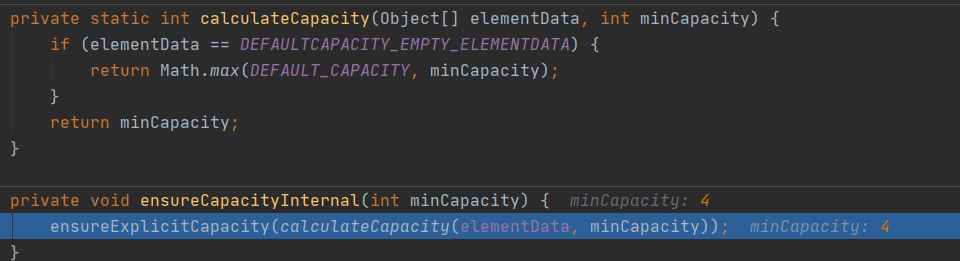 private static int calculateCapacity(Object[] elementData, int minCapacity) {
    if (elementData == DEFAULTCAPACITY_EMPTY_ELEMENTDATA) {
        return Math.max(DEFAULT_CAPACITY, minCapacity);
    }
    return minCapacity;
}
private void ensureCapacityInternal(int minCapacity) {  minCapacity: 4
    ensureExplicitCapacity(calculateCapacity(elementData, minCapacity));  minCapacity: 4
}